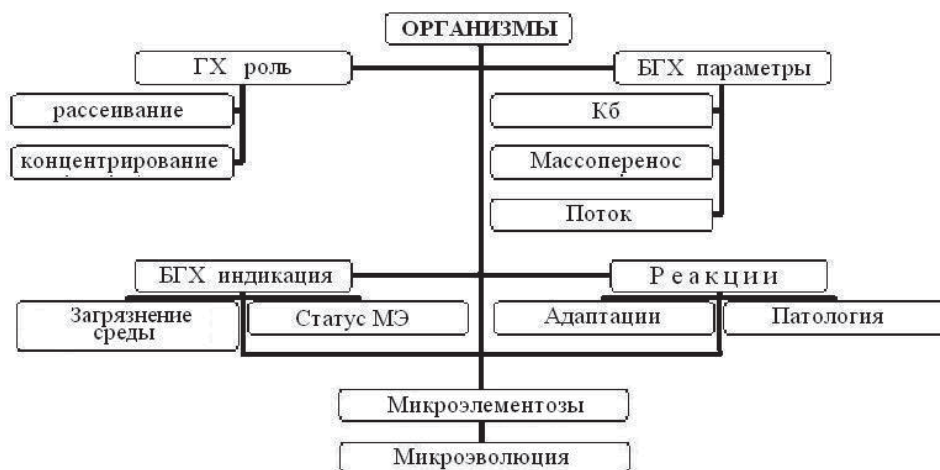 ОРГАНИЗМЫ
ГХ роль
БГХ параметры
рассеивание
Кб
концентрирование
Массоперенос
Поток
БГХ индикация
Реакции
Загрязнение
среды
Статус МЭ
Адаптации
Патология
Микроэлементозы
Микроэволюция